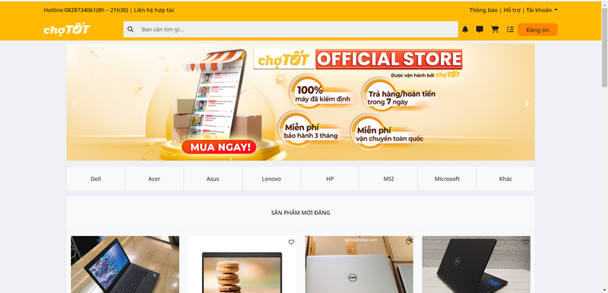 Hotline:0828734061(8h – 21h30) | Liên hệ hợp tác
Thông báo | Hỗ trợ | Tài khoản
chợTỐT
Bạn cần tìm gì...
Đăng tin
chợTỐT OFFICIAL STORE
Được vận hành bởi chợTỐT
100%
máy đã kiểm định
Trả hàng/hoàn tiền
trong 7 ngày
Miễn phí
bảo hành 3 tháng
Miễn phí
vận chuyển toàn quốc
MUA NGAY!
Dell
Acer
Asus
Lenovo
HP
MSI
Microsoft
Khác
SẢN PHẨM MỚI ĐĂNG
DELL
DELL